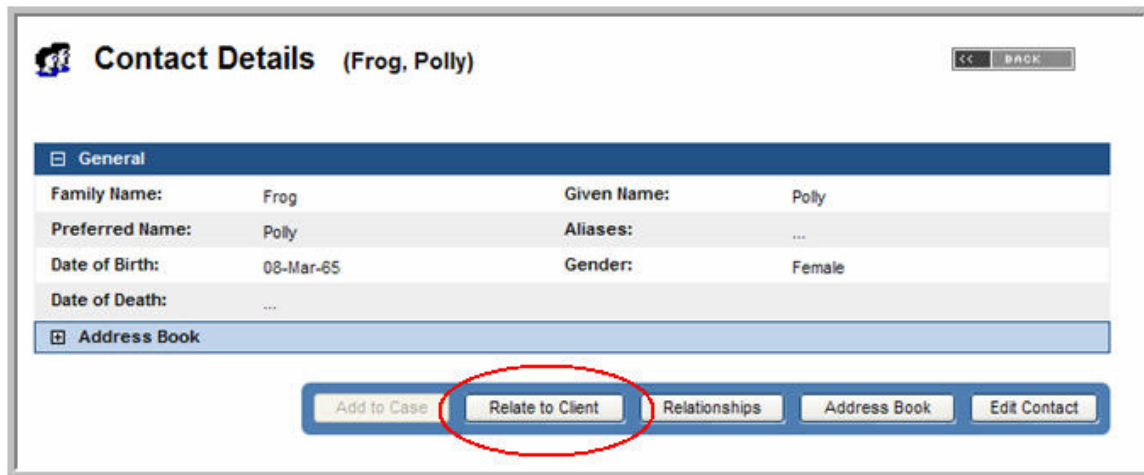 Contact Details (Frog, Polly)
<< BACK
General
Family Name: Frog Given Name: Polly
Preferred Name: Polly Aliases: ...
Date of Birth: 08-Mar-65 Gender: Female
Date of Death: ...
Address Book
Add to Case Relate to Client Relationships Address Book Edit Contact